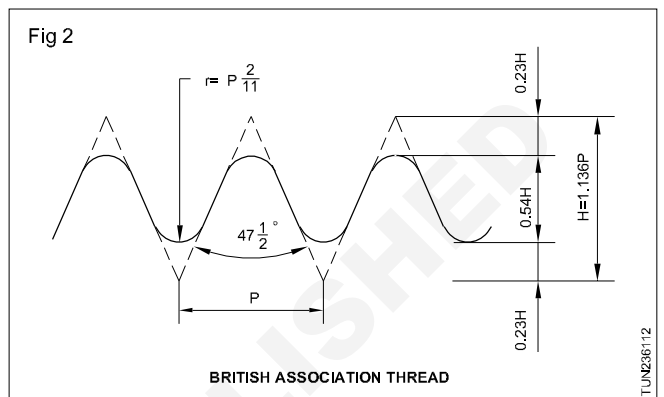 Fig 2
r= P 2/11
0.23H
0.54H
H=1.136P
47 1/2 °
P
0.23H
BRITISH ASSOCIATION THREAD
TUN236112
LISHED